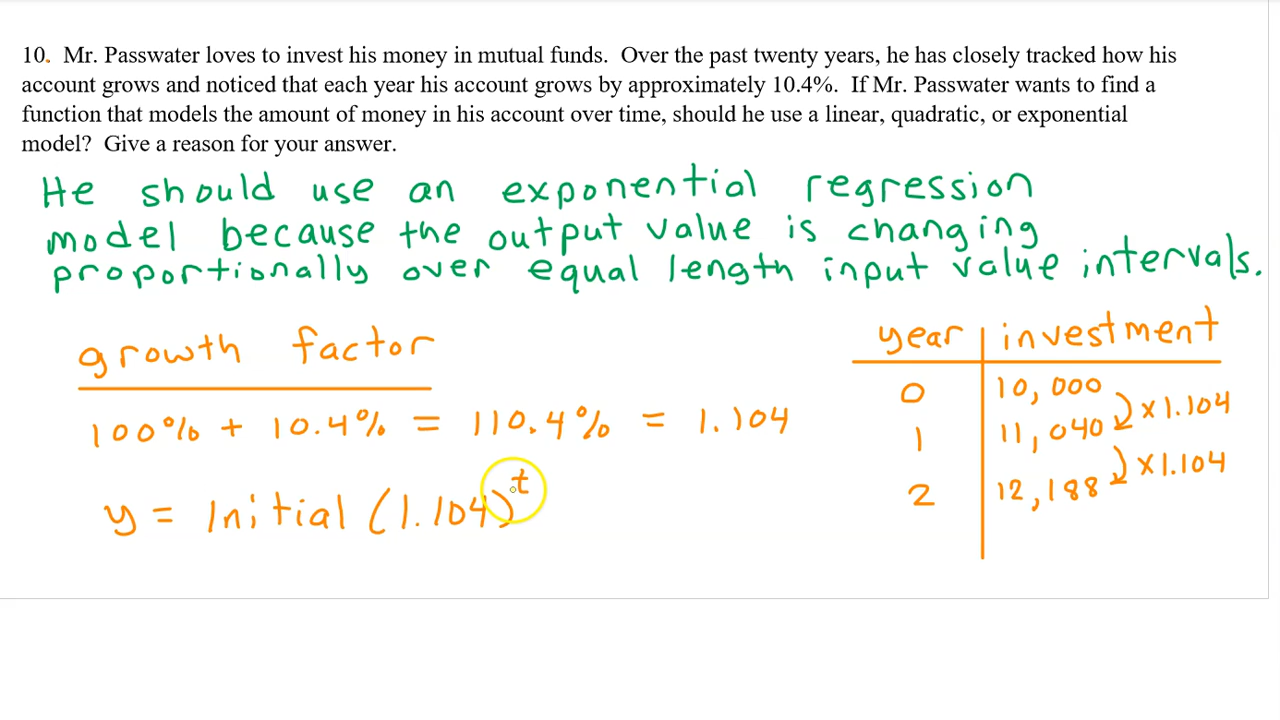 10. Mr. Passwater loves to invest his money in mutual funds. Over the past twenty years, he has closely tracked how his
account grows and noticed that each year his account grows by approximately 10.4%. If Mr. Passwater wants to find a
function that models the amount of money in his account over time, should he use a linear, quadratic, or exponential
model? Give a reason for your answer.
He should use an exponential regression
model because the output value is changing
proportionally over equal length input value intervals.
growth factor
100% + 10.4% = 110.4% = 1.104
y = Initial (1.104)^t
year investment
0 10,000
1 11,040 ×1.104
2 12,188 ×1.104